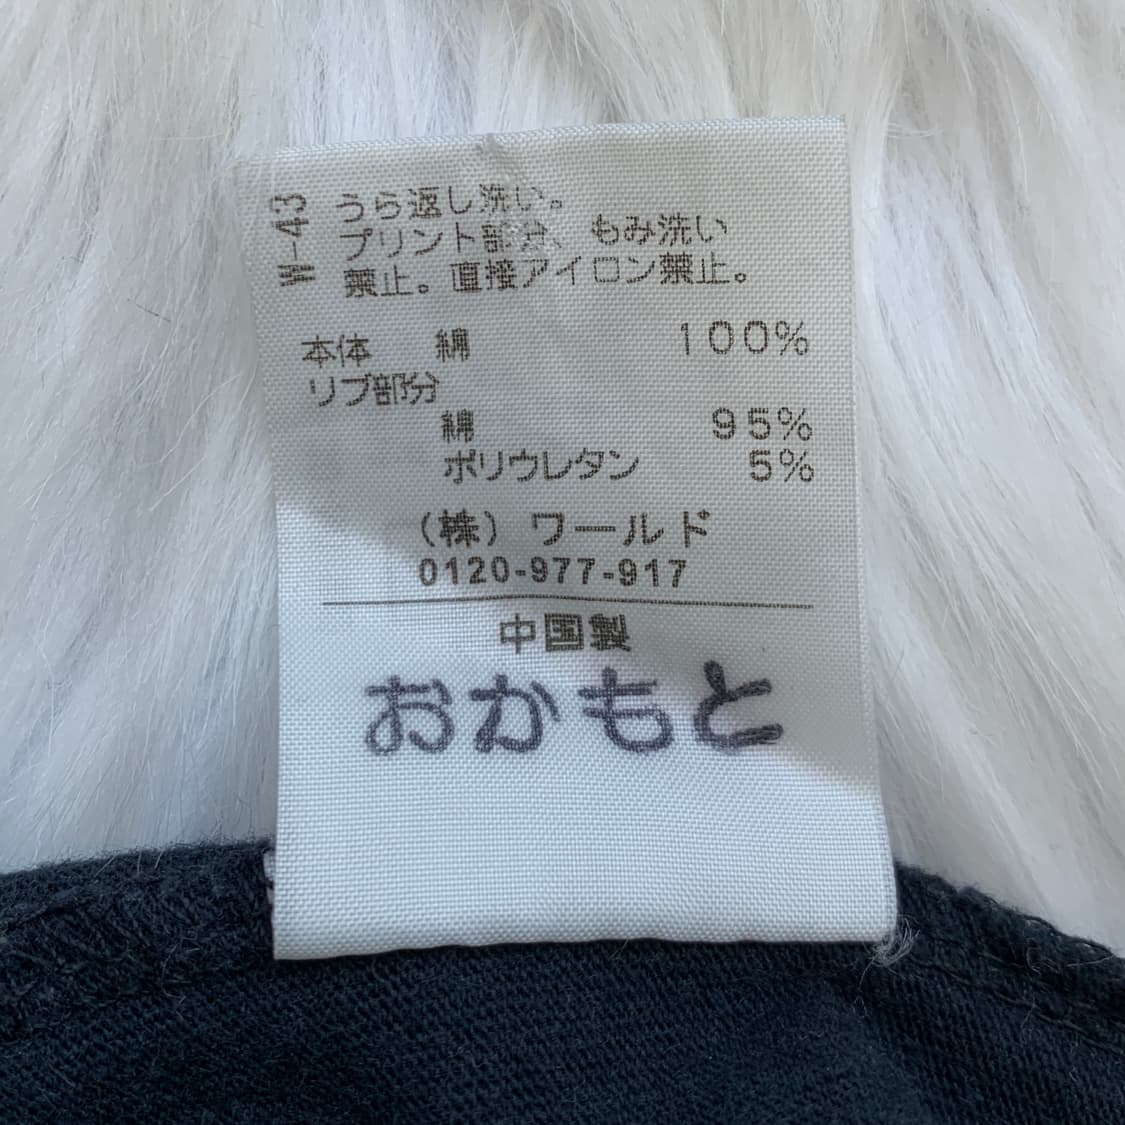 W-43
うら返し洗い。
プリント部分、もみ洗い
禁止。直接アイロン禁止。
本体 綿 100%
リブ部分
綿 95%
ポリウレタン 5%
（株）ワールド
0120-977-917
中国製
おかもと